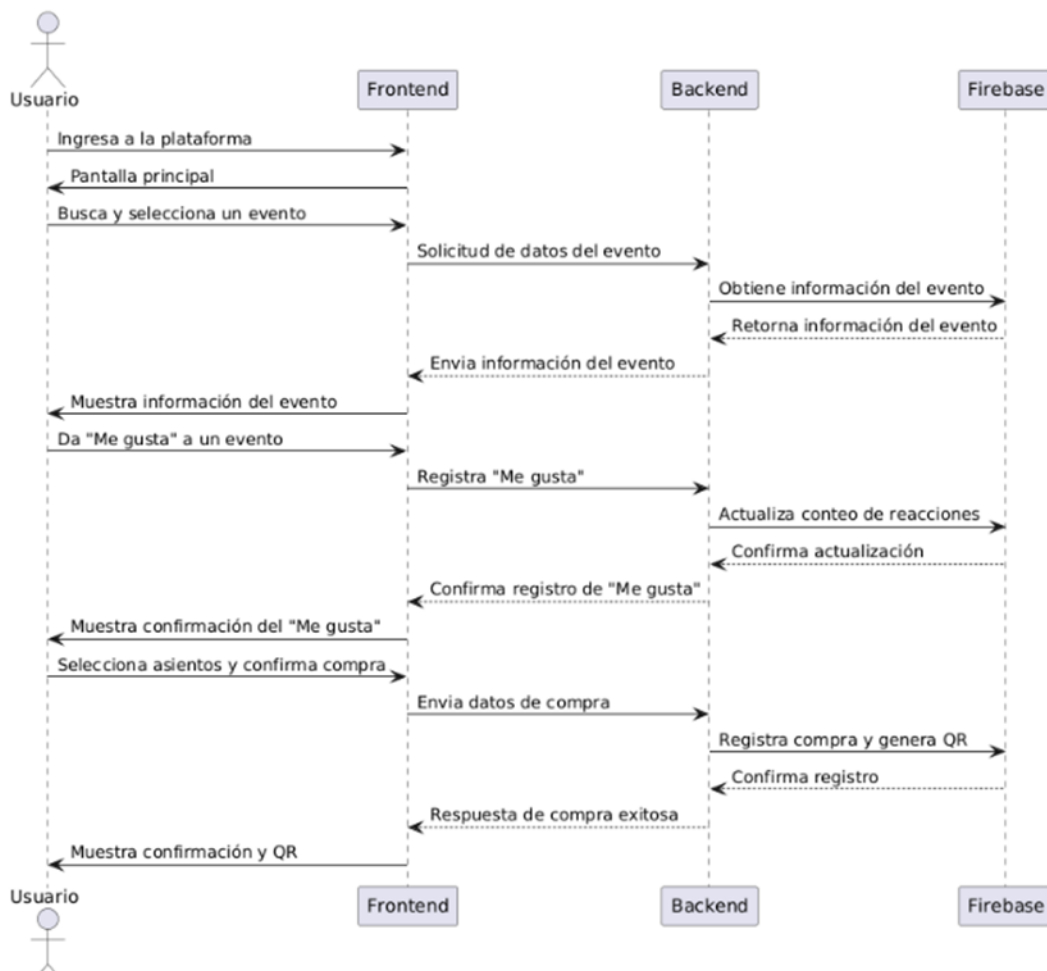 Usuario
Frontend
Backend
Firebase
Ingresa a la plataforma
Pantalla principal
Busca y selecciona un evento
Solicitud de datos del evento
Obtiene información del evento
Retorna información del evento
Envia información del evento
Muestra información del evento
Da "Me gusta" a un evento
Registra "Me gusta"
Actualiza conteo de reacciones
Confirma actualización
Confirma registro de "Me gusta"
Muestra confirmación del "Me gusta"
Selecciona asientos y confirma compra
Envia datos de compra
Registra compra y genera QR
Confirma registro
Respuesta de compra exitosa
Muestra confirmación y QR
Usuario
Frontend
Backend
Firebase